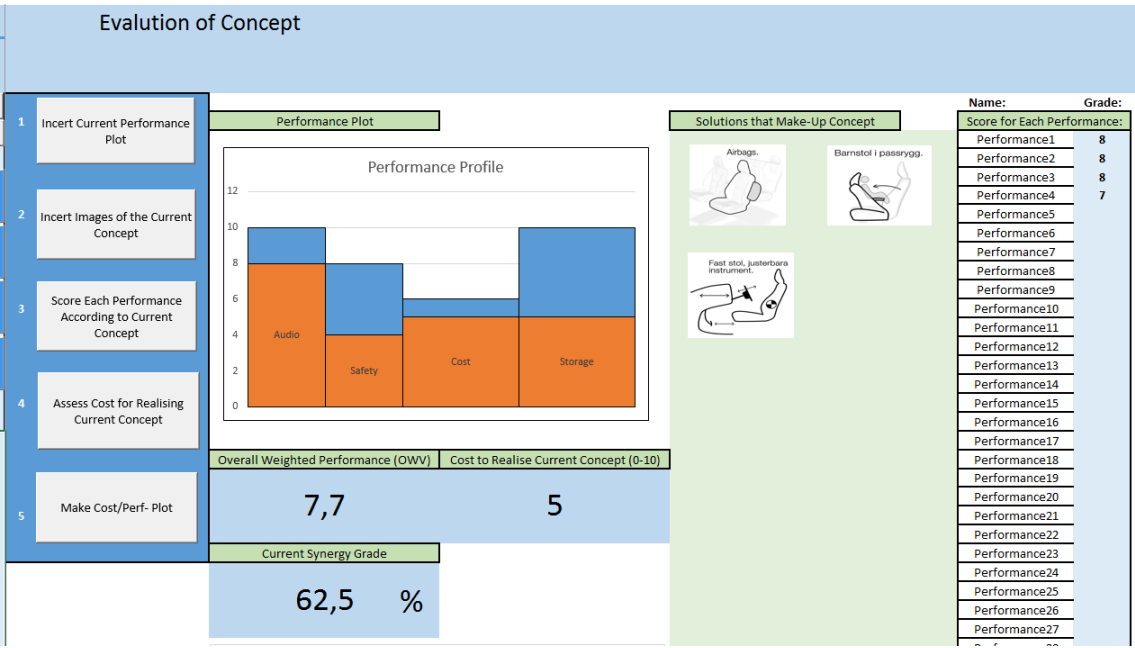 Evalution of Concept
1
Incert Current Performance
Plot
2
Incert Images of the Current
Concept
3
Score Each Performance
According to Current
Concept
4
Assess Cost for Realising
Current Concept
5
Make Cost/Perf- Plot
Performance Plot
Performance Profile
12
10
8
6
4
2
0
Audio
Safety
Cost
Storage
Overall Weighted Performance (OWV)
Cost to Realise Current Concept (0-10)
7,7
5
Current Synergy Grade
62,5 %
Solutions that Make-Up Concept
Airbags.
Barnstol i passrygg.
Fast stol, justerbara
instrument.
Name: Grade:
Score for Each Performance:
Performance1 8
Performance2 8
Performance3 8
Performance4 7
Performance5
Performance6
Performance7
Performance8
Performance9
Performance10
Performance11
Performance12
Performance13
Performance14
Performance15
Performance16
Performance17
Performance18
Performance19
Performance20
Performance21
Performance22
Performance23
Performance24
Performance25
Performance26
Performance27